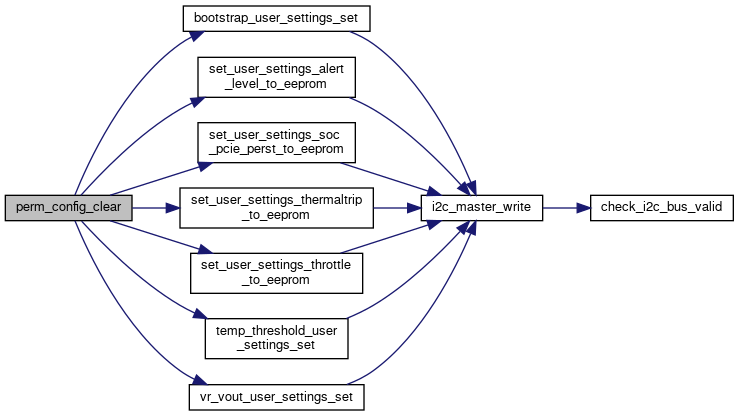 bootstrap_user_settings_set
set_user_settings_alert
_level_to_eeprom
set_user_settings_soc
_pcie_perst_to_eeprom
perm_config_clear
set_user_settings_thermaltrip
_to_eeprom
i2c_master_write
check_i2c_bus_valid
set_user_settings_throttle
_to_eeprom
temp_threshold_user
_settings_set
vr_vout_user_settings_set